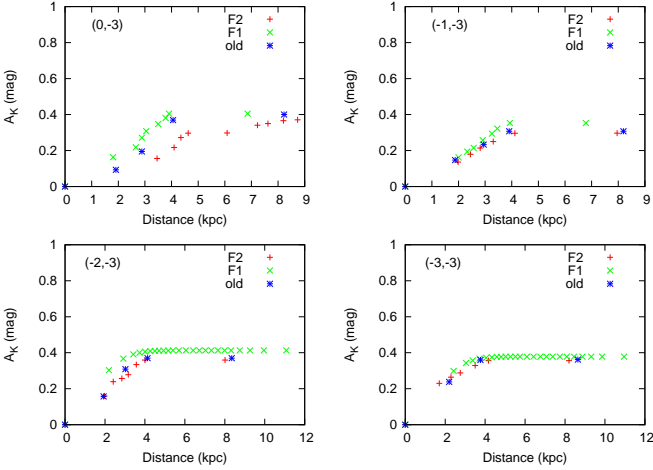 (0,-3)
F2
F1
old
A_K (mag)
1
0.8
0.6
0.4
0.2
0
0 1 2 3 4 5 6 7 8 9
Distance (kpc)
(-1,-3)
F2
F1
old
A_K (mag)
1
0.8
0.6
0.4
0.2
0
0 1 2 3 4 5 6 7 8 9
Distance (kpc)
(-2,-3)
F2
F1
old
A_K (mag)
1
0.8
0.6
0.4
0.2
0
0 2 4 6 8 10 12
Distance (kpc)
(-3,-3)
F2
F1
old
A_K (mag)
1
0.8
0.6
0.4
0.2
0
0 2 4 6 8 10 12
Distance (kpc)